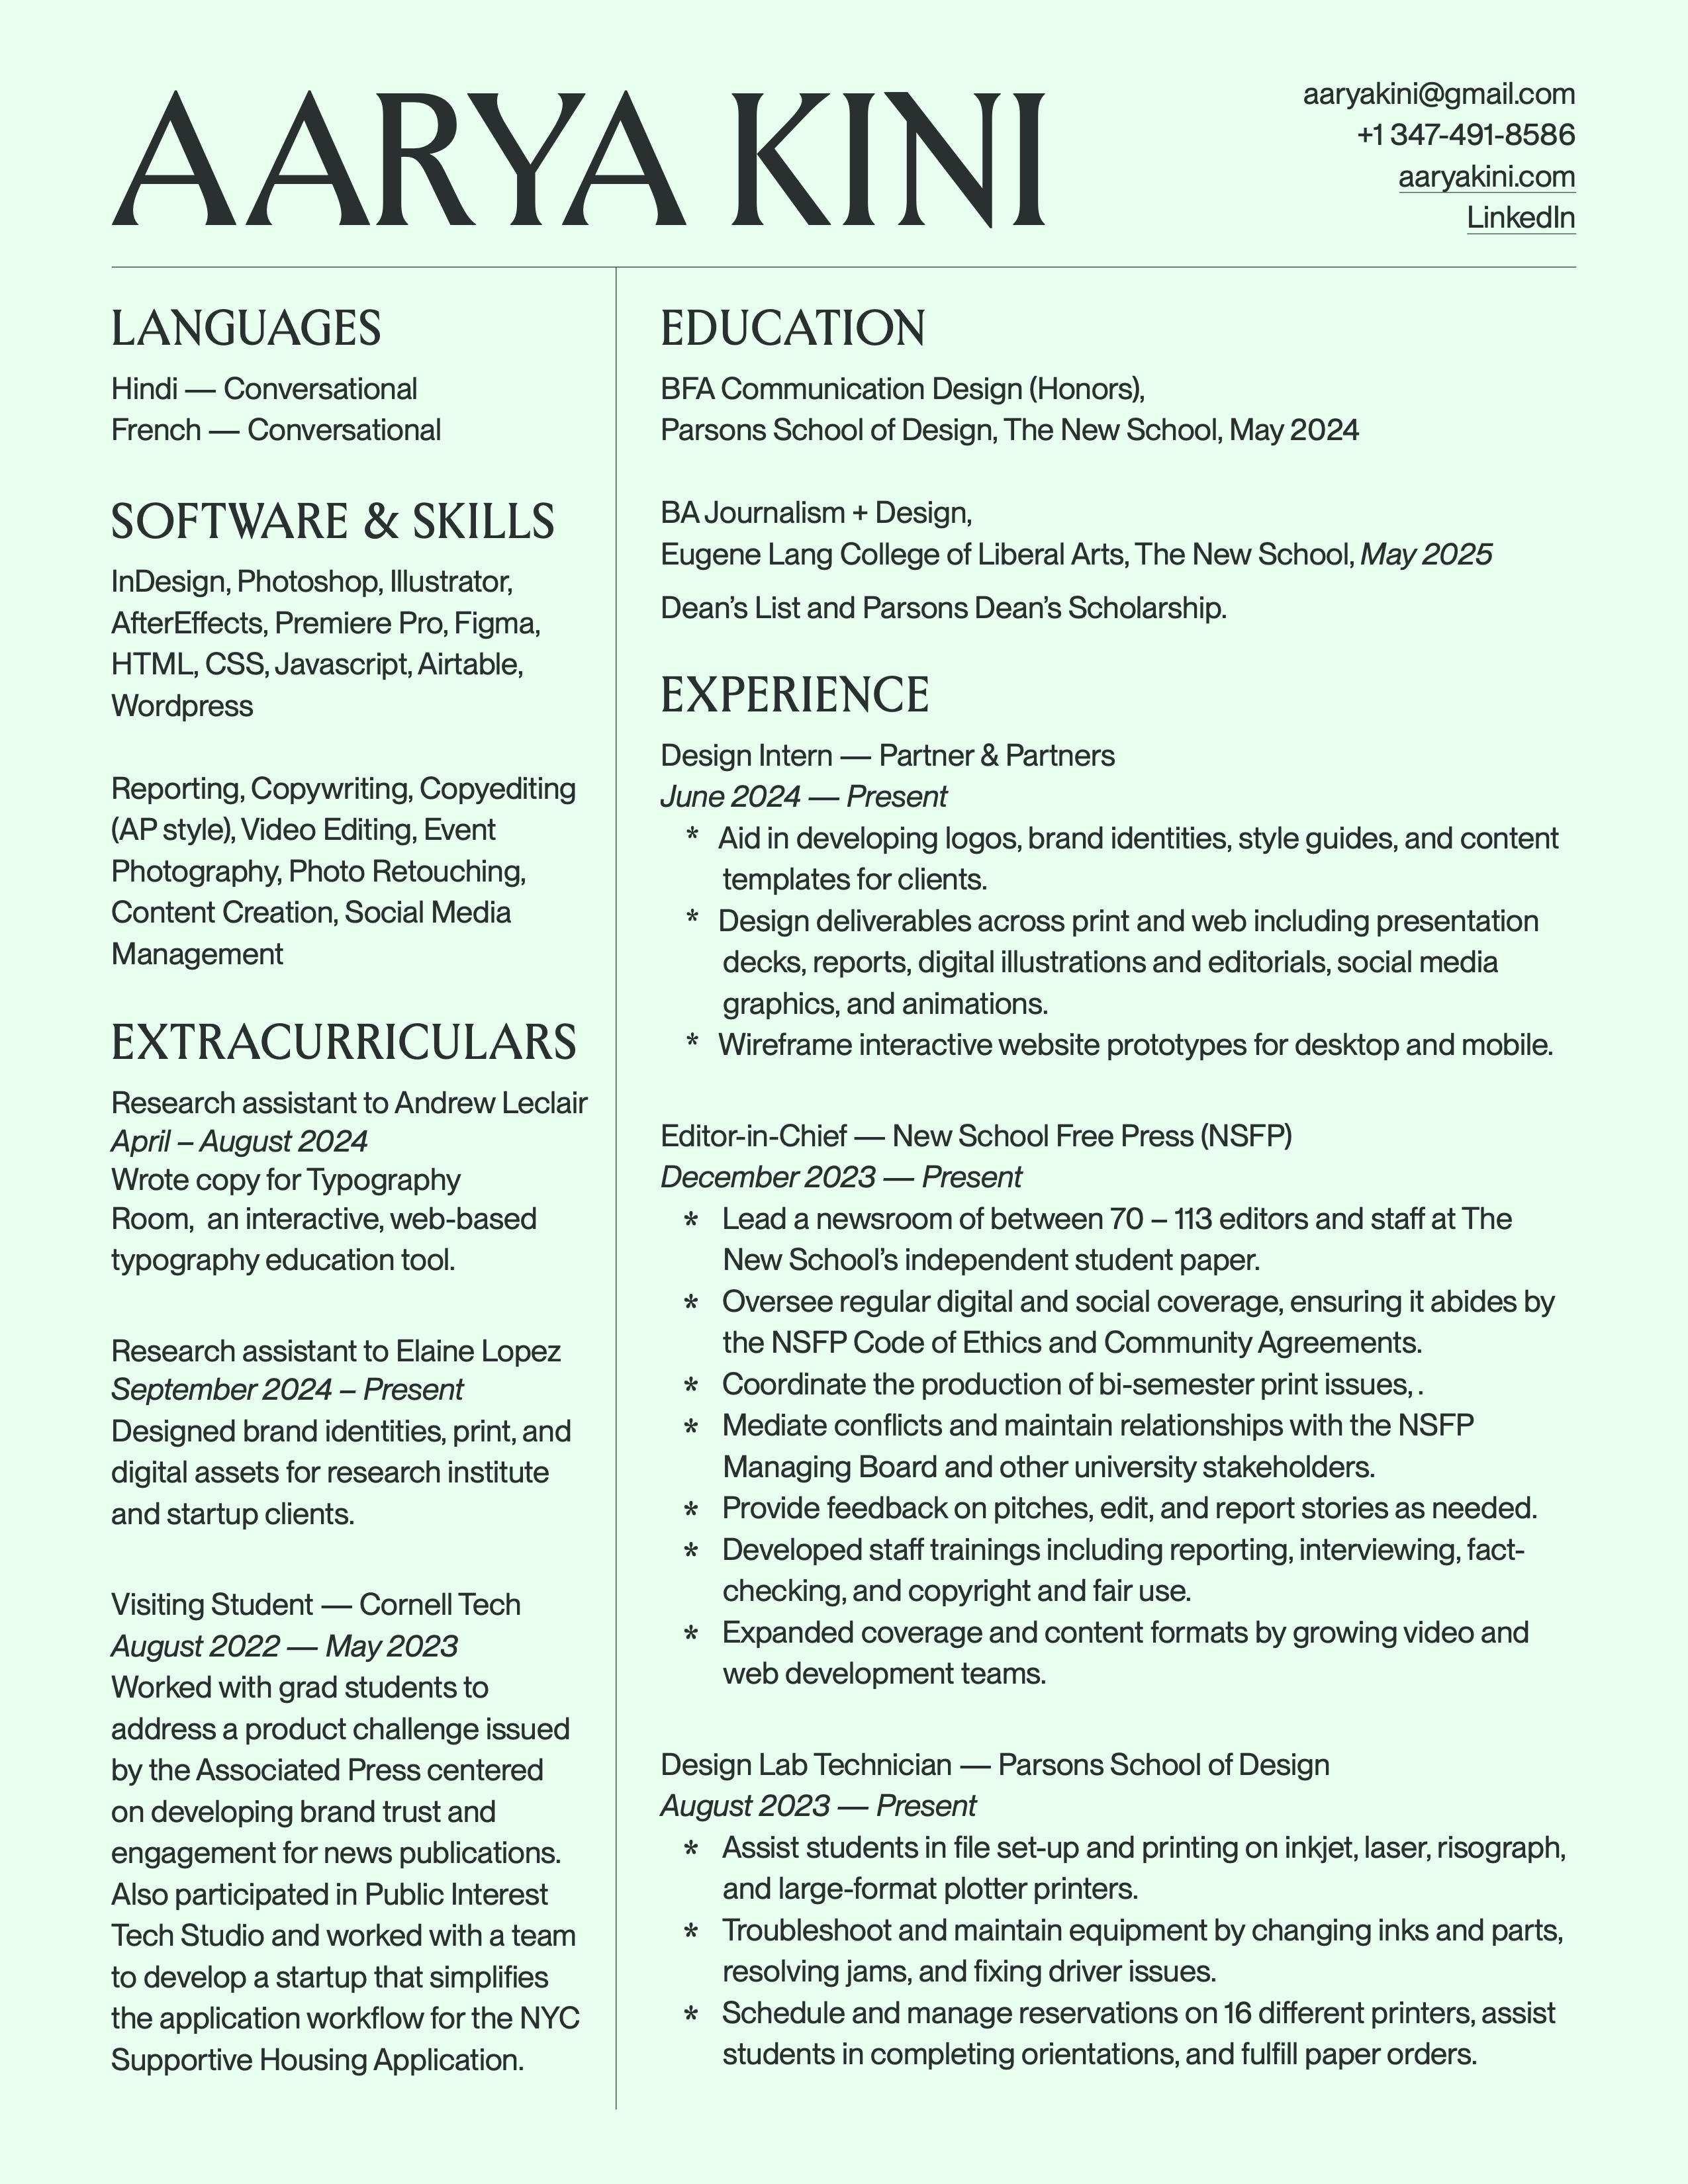 AARYA KINI
aaryakini@gmail.com
+1 347-491-8586
aaryakini.com
LinkedIn
LANGUAGES
Hindi — Conversational
French — Conversational
SOFTWARE & SKILLS
InDesign, Photoshop, Illustrator,
AfterEffects, Premiere Pro, Figma,
HTML, CSS, Javascript, Airtable,
Wordpress
Reporting, Copywriting, Copyediting
(AP style), Video Editing, Event
Photography, Photo Retouching,
Content Creation, Social Media
Management
EXTRACURRICULARS
Research assistant to Andrew Leclair
April – August 2024
Wrote copy for Typography
Room,  an interactive, web-based
typography education tool.
Research assistant to Elaine Lopez
September 2024 – Present
Designed brand identities, print, and
digital assets for research institute
and startup clients.
Visiting Student — Cornell Tech
August 2022 — May 2023
Worked with grad students to
address a product challenge issued
by the Associated Press centered
on developing brand trust and
engagement for news publications.
Also participated in Public Interest
Tech Studio and worked with a team
to develop a startup that simplifies
the application workflow for the NYC
Supportive Housing Application.
EDUCATION
BFA Communication Design (Honors),
Parsons School of Design, The New School, May 2024
BA Journalism + Design,
Eugene Lang College of Liberal Arts, The New School, May 2025
Dean’s List and Parsons Dean’s Scholarship.
EXPERIENCE
Design Intern — Partner & Partners
June 2024 — Present
* Aid in developing logos, brand identities, style guides, and content
templates for clients.
* Design deliverables across print and web including presentation
decks, reports, digital illustrations and editorials, social media
graphics, and animations.
* Wireframe interactive website prototypes for desktop and mobile.
Editor-in-Chief — New School Free Press (NSFP)
December 2023 — Present
* Lead a newsroom of between 70 – 113 editors and staff at The
New School’s independent student paper.
* Oversee regular digital and social coverage, ensuring it abides by
the NSFP Code of Ethics and Community Agreements.
* Coordinate the production of bi-semester print issues, .
* Mediate conflicts and maintain relationships with the NSFP
Managing Board and other university stakeholders.
* Provide feedback on pitches, edit, and report stories as needed.
* Developed staff trainings including reporting, interviewing, fact-
checking, and copyright and fair use.
* Expanded coverage and content formats by growing video and
web development teams.
Design Lab Technician — Parsons School of Design
August 2023 — Present
* Assist students in file set-up and printing on inkjet, laser, risograph,
and large-format plotter printers.
* Troubleshoot and maintain equipment by changing inks and parts,
resolving jams, and fixing driver issues.
* Schedule and manage reservations on 16 different printers, assist
students in completing orientations, and fulfill paper orders.